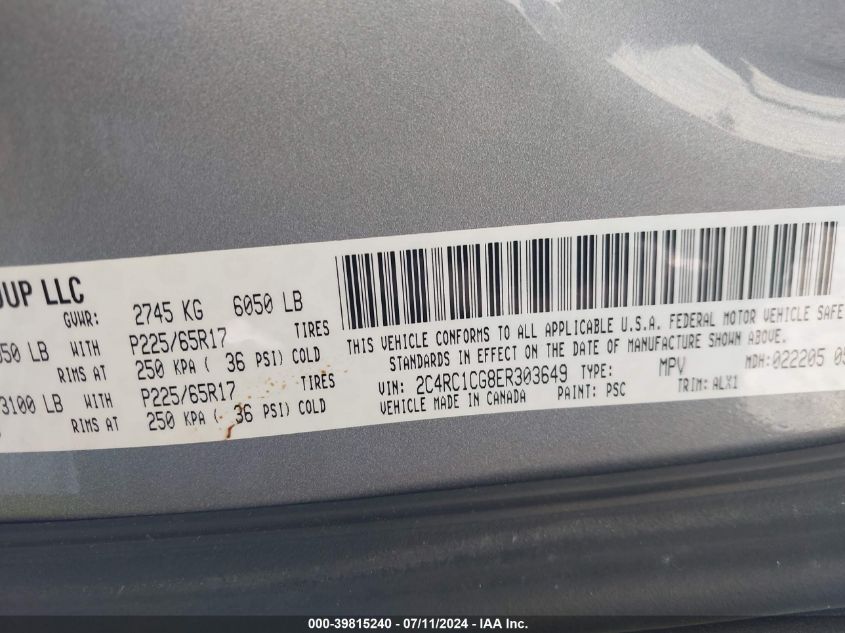 OUP LLC
GVWR: 2745 KG 6050 LB
050 LB WITH P225/65R17 TIRES
RIMS AT 250 KPA ( 36 PSI) COLD
3100 LB WITH P225/65R17 TIRES
RIMS AT 250 KPA ( 36 PSI) COLD
THIS VEHICLE CONFORMS TO ALL APPLICABLE U.S.A. FEDERAL MOTOR VEHICLE SAFE
STANDARDS IN EFFECT ON THE DATE OF MANUFACTURE SHOWN ABOVE.
VIN: 2C4RC1CG8ER303649 TYPE: MPV MDH:022205 05
VEHICLE MADE IN CANADA PAINT: PSC TRIM: ALX1
000-39815240 - 07/11/2024 - IAA Inc.